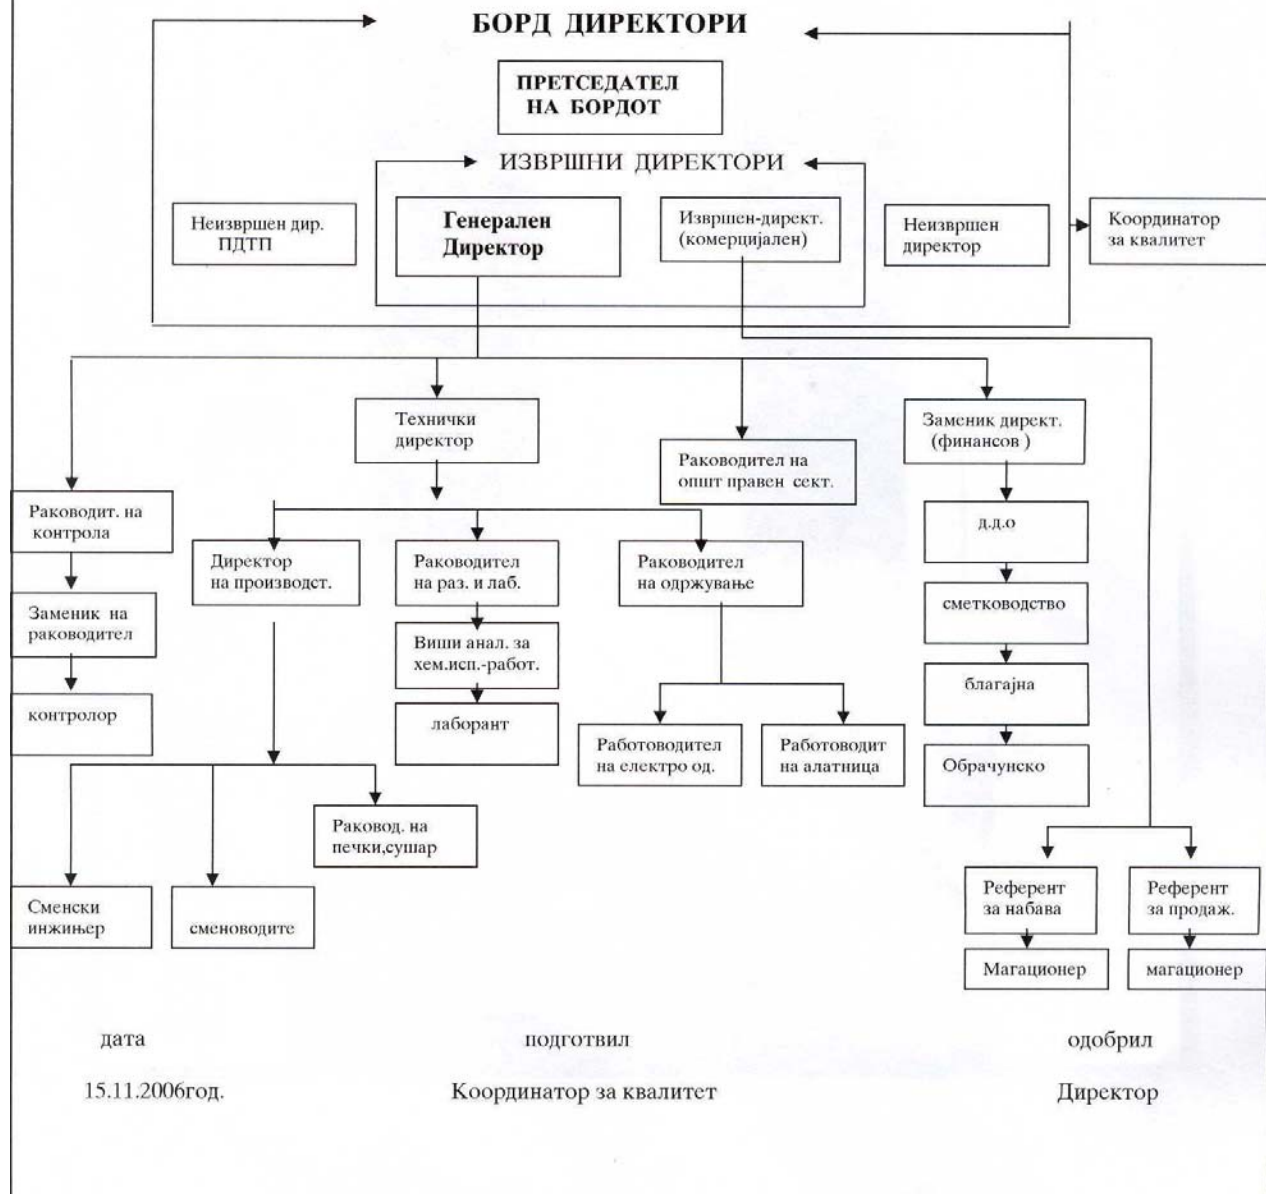 БОРД ДИРЕКТОРИ
ПРЕТСЕДАТЕЛ
НА БОРДОТ
ИЗВРШНИ ДИРЕКТОРИ
Неизвршен дир.
ПДТП
Генерален
Директор
Извршен-директ.
(комерцијален)
Неизвршен
директор
Координатор
за квалитет
Технички
директор
Раководител на
општ правен сект.
Заменик директ.
(финансов )
Раководит. на
контрола
Директор
на производст.
Раководител
на раз. и лаб.
Раководител
на одржување
д.д.о
Заменик на
раководител
Виши анал. за
хем.исп.-работ.
сметководство
контролор
лаборант
благајна
Работоводител
на електро од.
Работоводит
на алатница
Обрачунско
Раковод. на
печки,сушар
Сменски
инжињер
сменоводите
Референт
за набава
Референт
за продаж.
Магационер
магационер
дата
подготвил
одобрил
15.11.2006год.
Координатор за квалитет
Директор